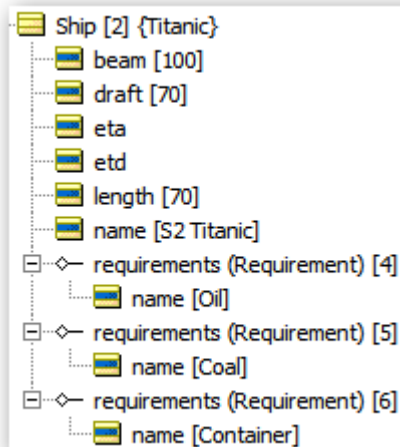 Ship [2] {Titanic}
beam [100]
draft [70]
eta
etd
length [70]
name [S2 Titanic]
requirements (Requirement) [4]
name [Oil]
requirements (Requirement) [5]
name [Coal]
requirements (Requirement) [6]
name [Container]